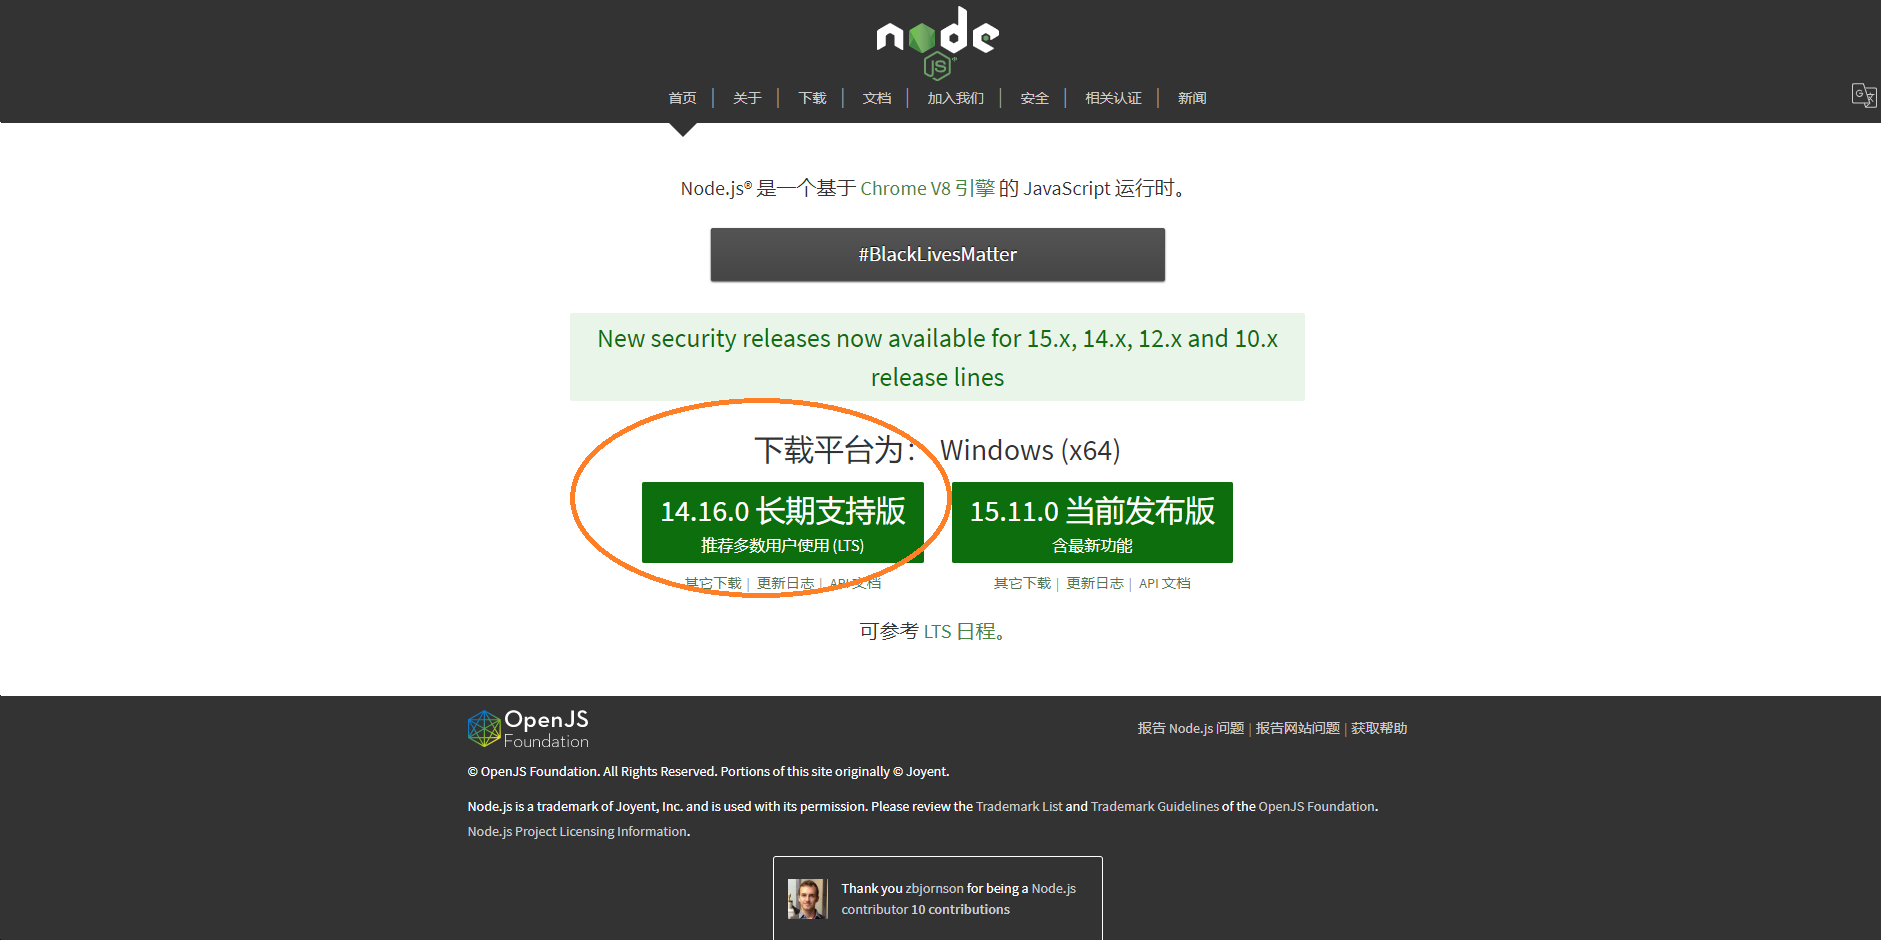 node
JS
首页 | 关于 | 下载 | 文档 | 加入我们 | 安全 | 相关认证 | 新闻
Node.js® 是一个基于 Chrome V8 引擎 的 JavaScript 运行时。
#BlackLivesMatter
New security releases now available for 15.x, 14.x, 12.x and 10.x
release lines
下载平台为： Windows (x64)
14.16.0 长期支持版
推荐多数用户使用 (LTS)
其它下载 | 更新日志 | API 文档
15.11.0 当前发布版
含最新功能
其它下载 | 更新日志 | API 文档
可参考 LTS 日程。
OpenJS
Foundation
报告 Node.js 问题 | 报告网站问题 | 获取帮助
© OpenJS Foundation. All Rights Reserved. Portions of this site originally © Joyent.
Node.js is a trademark of Joyent, Inc. and is used with its permission. Please review the Trademark List and Trademark Guidelines of the OpenJS Foundation.
Node.js Project Licensing Information.
Thank you zbjornson for being a Node.js
contributor 10 contributions